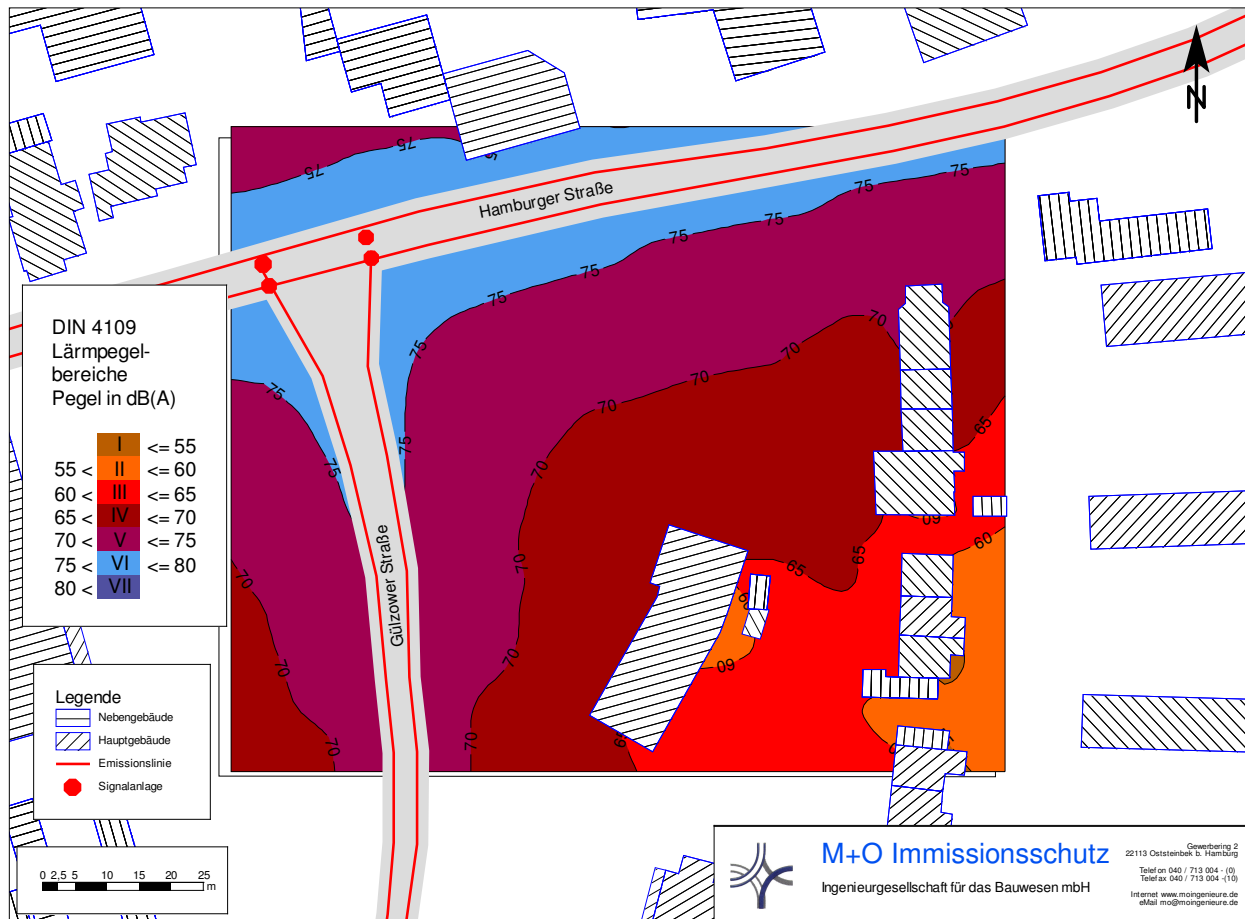 N
75
75
Hamburger Straße
75
75
75
75
75
75
75
75
75
70
70
70
70
70
70
70
70
70
65
65
65
60
60
60
Gülzower Straße
DIN 4109
Lärmpegel-
bereiche
Pegel in dB(A)
I <= 55
55 < II <= 60
60 < III <= 65
65 < IV <= 70
70 < V <= 75
75 < VI <= 80
80 < VII
Legende
Nebengebäude
Hauptgebäude
Emissionslinie
Signalanlage
0 2,5 5 10 15 20 25
m
M+O Immissionsschutz
Ingenieurgesellschaft für das Bauwesen mbH
Gewerbering 2
22113 Oststeinbek b. Hamburg
Telefon 040 / 713 004 - (0)
Telefax 040 / 713 004 -(10)
Internet www.moingenieure.de
eMail mo@moingenieure.de